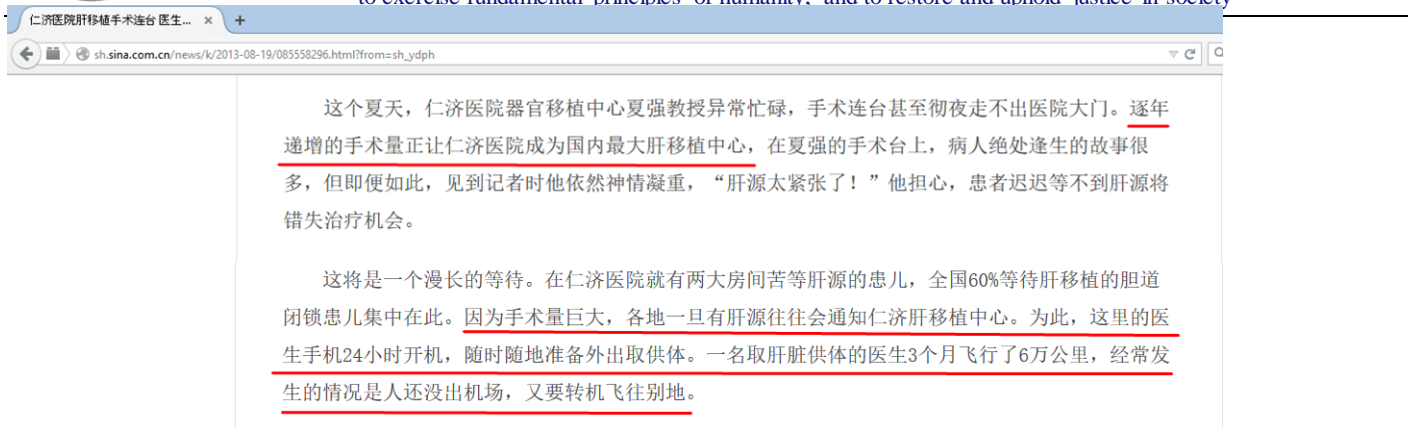 to exercise fundamental principles of humanity, and to restore and uphold justice in society
仁济医院肝移植手术连台 医生... × +
sh.sina.com.cn/news/k/2013-08-19/085558296.html?from=sh_ydph
这个夏天，仁济医院器官移植中心夏强教授异常忙碌，手术连台甚至彻夜走不出医院大门。逐年
递增的手术量正让仁济医院成为国内最大肝移植中心，在夏强的手术台上，病人绝处逢生的故事很
多，但即便如此，见到记者时他依然神情凝重，“肝源太紧张了！”他担心，患者迟迟等不到肝源将
错失治疗机会。
这将是一个漫长的等待。在仁济医院就有两大房间苦等肝源的患儿，全国60%等待肝移植的胆道
闭锁患儿集中在此。因为手术量巨大，各地一旦有肝源往往会通知仁济肝移植中心。为此，这里的医
生手机24小时开机，随时随地准备外出取供体。一名取肝脏供体的医生3个月飞行了6万公里，经常发
生的情况是人还没出机场，又要转机飞往别地。